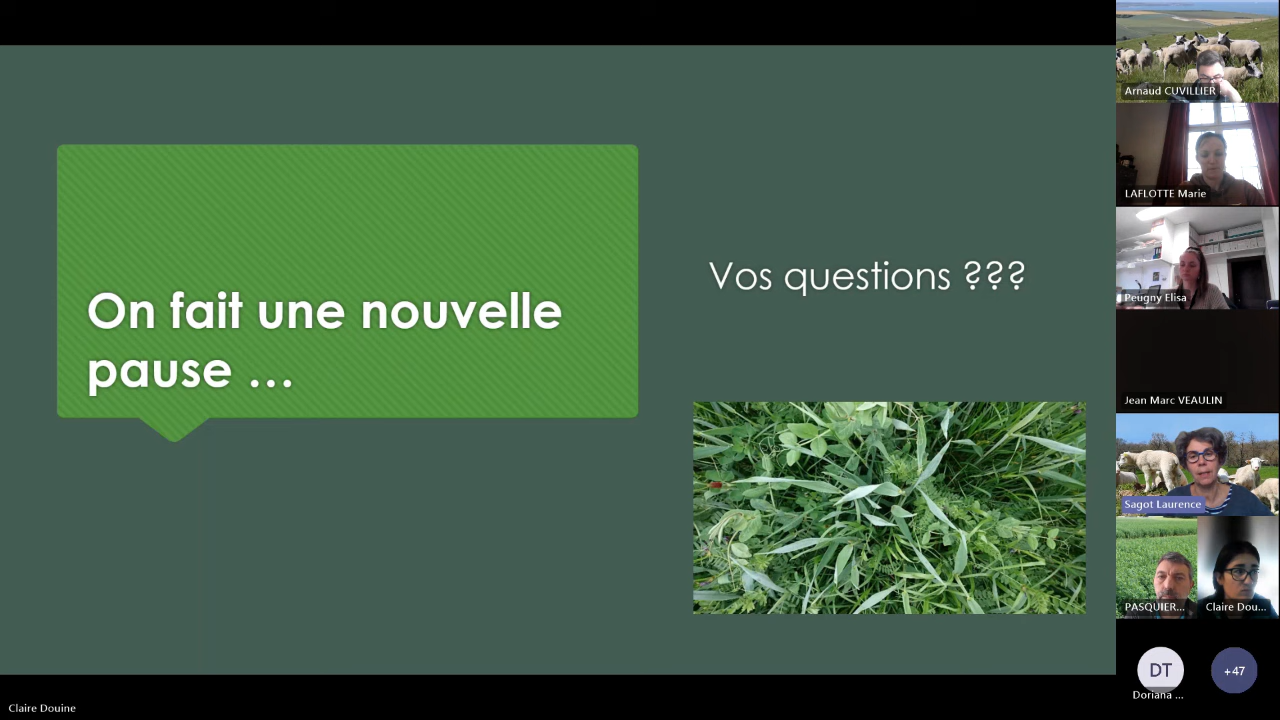 On fait une nouvelle
pause …
Vos questions ???
Arnaud CUVILLIER
LAFLOTTE Marie
Peugny Elisa
Jean Marc VEAULIN
Sagot Laurence
PASQUIER...
Claire Dou...
DT
+47
Doriana ...
Claire Douine